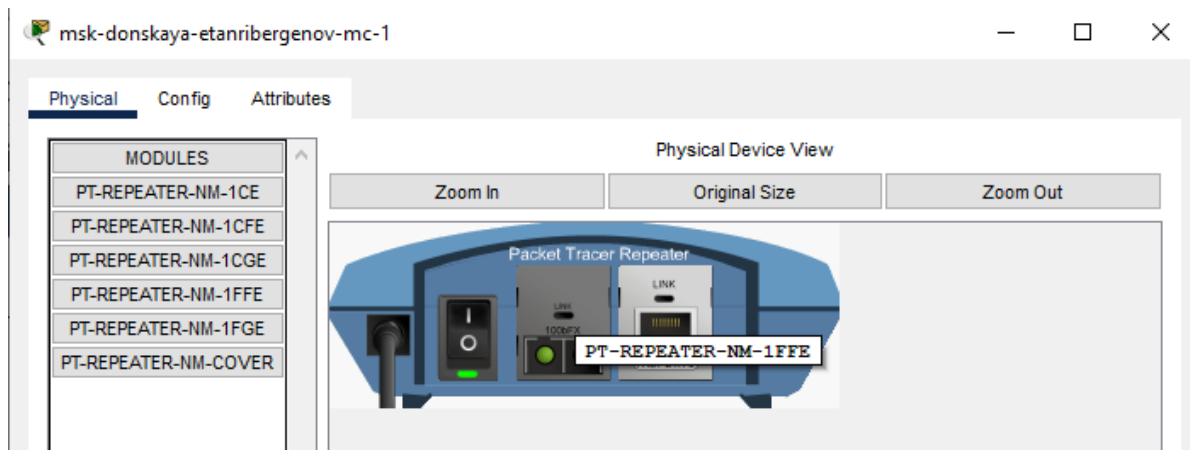 msk-donskaya-etanribergenov-mc-1
Physical Config Attributes
MODULES
PT-REPEATER-NM-1CE
PT-REPEATER-NM-1CFE
PT-REPEATER-NM-1CGE
PT-REPEATER-NM-1FFE
PT-REPEATER-NM-1FGE
PT-REPEATER-NM-COVER
Physical Device View
Zoom In Original Size Zoom Out
Packet Tracer Repeater
LINK
LINK
100bFX
PT-REPEATER-NM-1FFE